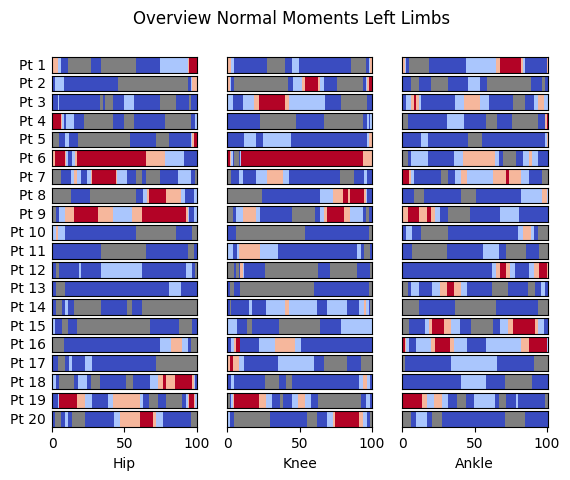 Overview Normal Moments Left Limbs
Pt 1
Pt 2
Pt 3
Pt 4
Pt 5
Pt 6
Pt 7
Pt 8
Pt 9
Pt 10
Pt 11
Pt 12
Pt 13
Pt 14
Pt 15
Pt 16
Pt 17
Pt 18
Pt 19
Pt 20
0 50 100 0 50 100 0 50 100
Hip Knee Ankle